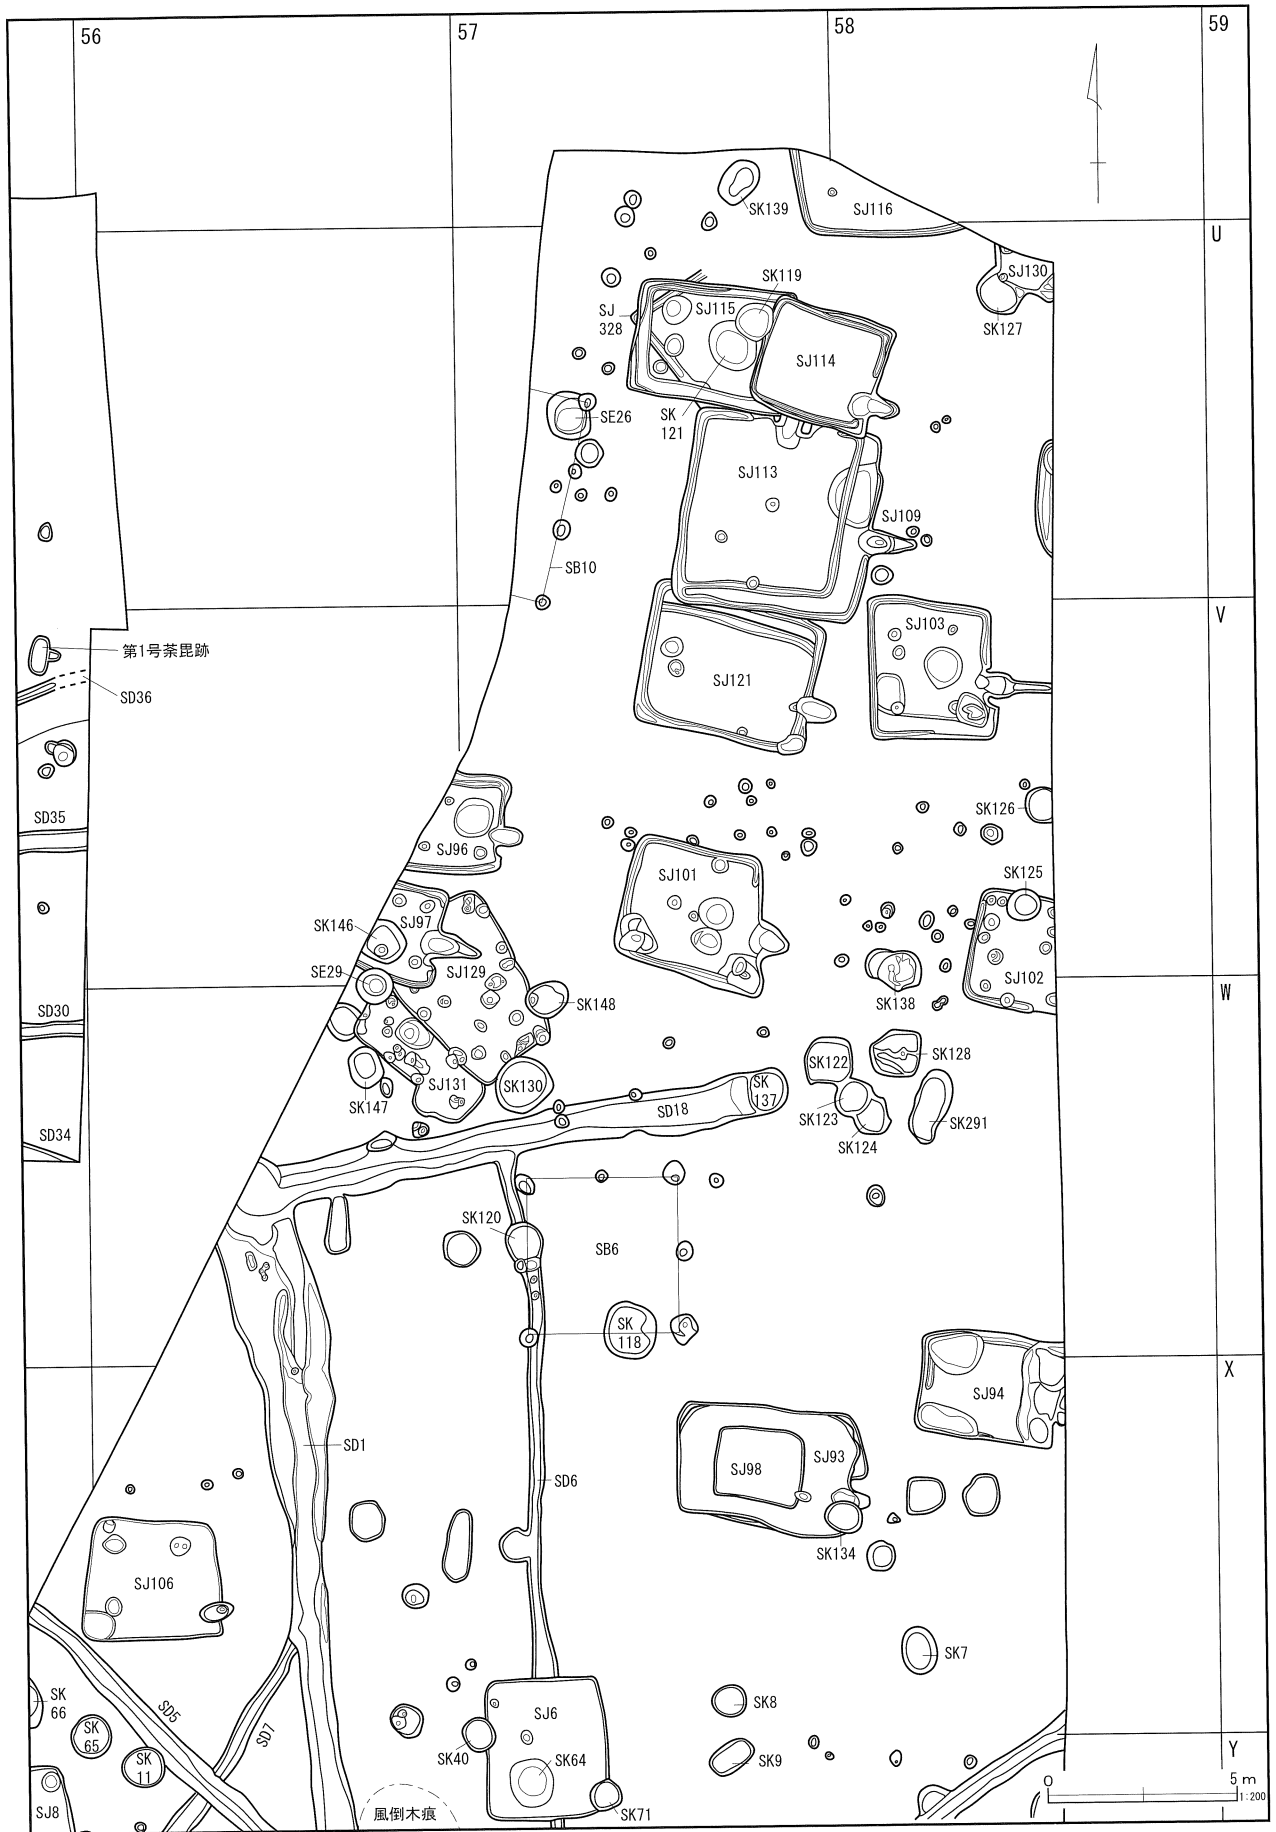 56
57
58
59
SK139
SJ116
U
SJ130
SK119
SJ
328
SJ115
SK127
SJ114
SK
121
SE26
SJ113
SJ109
SB10
V
SJ103
第1号荼毘跡
SD36
SJ121
SD35
SK126
SJ96
SJ101
SK125
SK146
SJ97
SE29
SJ129
SJ102
SK148
SK138
SD30
W
SK128
SK122
SK130
SK
137
SJ131
SK147
SD18
SK123
SK291
SK124
SD34
SK120
SB6
SK
118
X
SJ94
SD1
SJ93
SJ98
SD6
SK134
SJ106
SK7
SK
66
SD5
SK
65
SD7
SJ6
SK8
SK40
SK64
SK9
SK
11
Y
0
5m
1:200
SJ8
風倒木痕
SK71